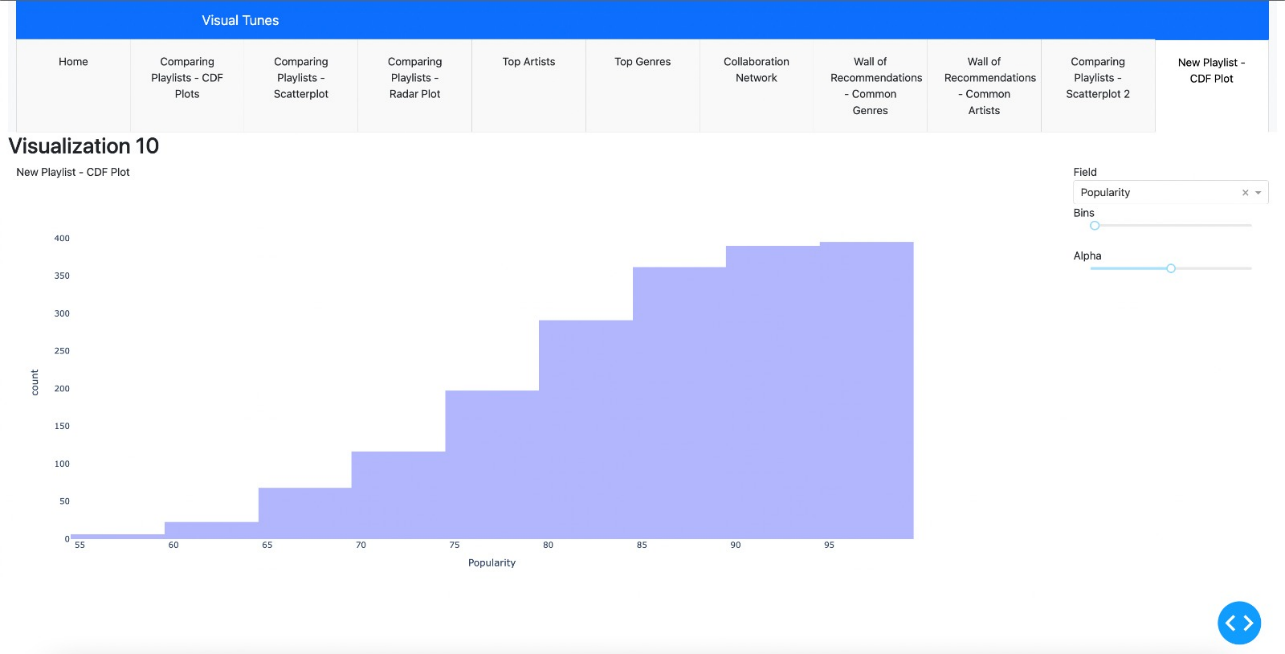 Visual Tunes
Home
Comparing
Playlists - CDF
Plots
Comparing
Playlists -
Scatterplot
Comparing
Playlists -
Radar Plot
Top Artists
Top Genres
Collaboration
Network
Wall of
Recommendations
- Common
Genres
Wall of
Recommendations
- Common
Artists
Comparing
Playlists -
Scatterplot 2
New Playlist -
CDF Plot
Visualization 10
New Playlist - CDF Plot
Field
Popularity × 
Bins
Alpha
400
350
300
250
200
150
100
50
0
count
55 60 65 70 75 80 85 90 95
Popularity